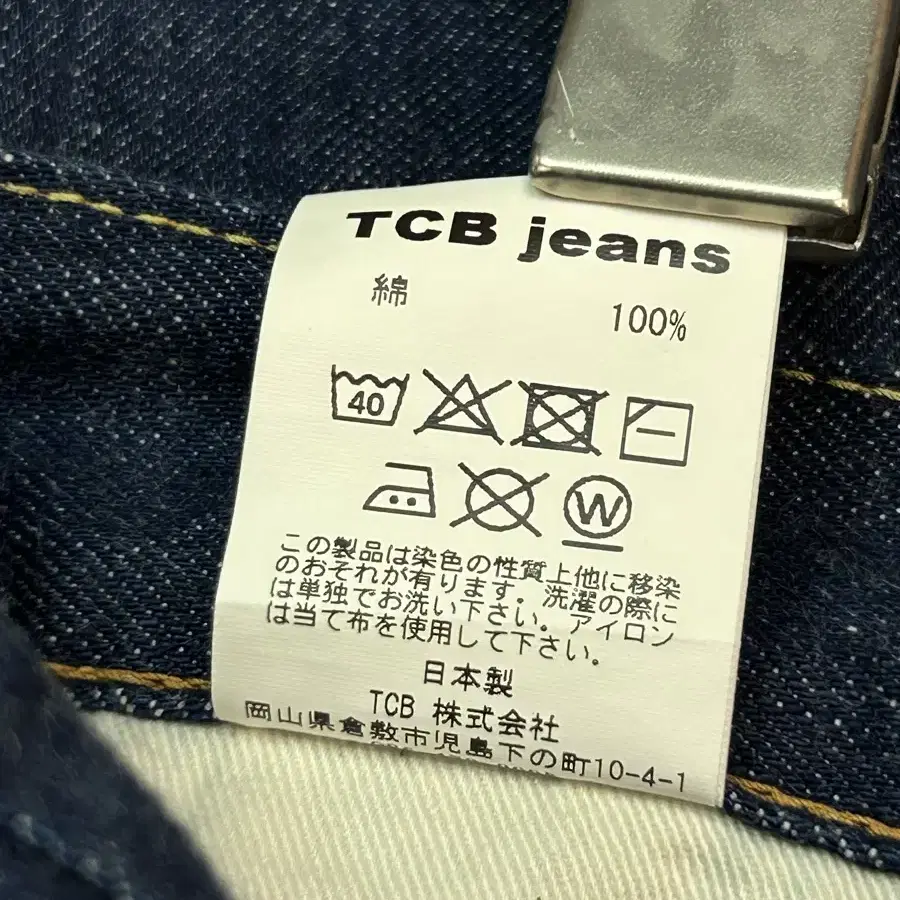 TCB jeans
綿 100%
40
W
この製品は染色の性質上他に移染
のおそれが有ります。洗濯の際に
は単独でお洗い下さい。アイロン
は当て布を使用して下さい。
日本製
TCB 株式会社
岡山県倉敷市児島下の町10-4-1